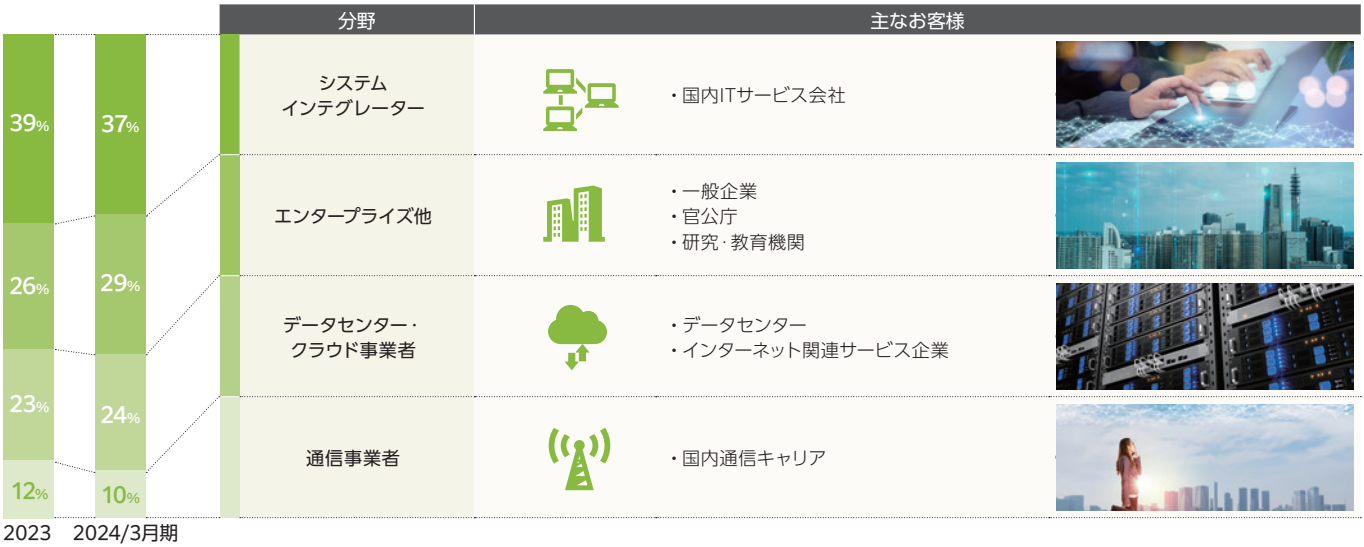 分野
主なお客様
39%
37%
26%
29%
23%
24%
12%
10%
2023
2024/3月期
システム
インテグレーター
・国内ITサービス会社
エンタープライズ他
・一般企業
・官公庁
・研究・教育機関
データセンター・
クラウド事業者
・データセンター
・インターネット関連サービス企業
通信事業者
・国内通信キャリア